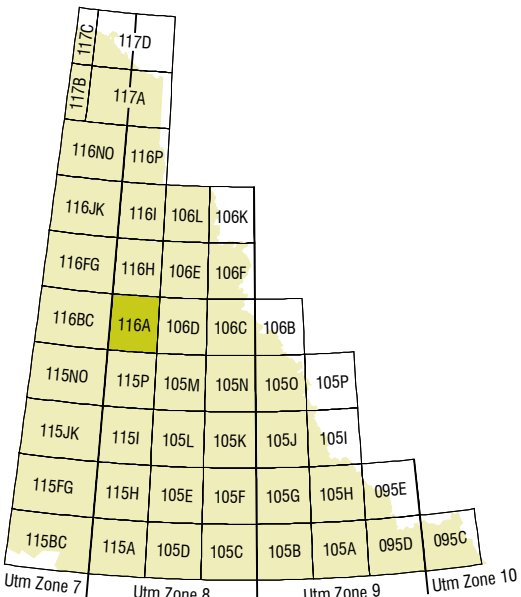 117C 117D
117B 117A
116NO 116P
116JK 116I 106L 106K
116FG 116H 106E 106F
116BC 116A 106D 106C 106B
115NO 115P 105M 105N 105O 105P
115JK 115I 105L 105K 105J 105I
115FG 115H 105E 105F 105G 105H 095E
115BC 115A 105D 105C 105B 105A 095D 095C
Utm Zone 7 Utm Zone 8 Utm Zone 9 Utm Zone 10